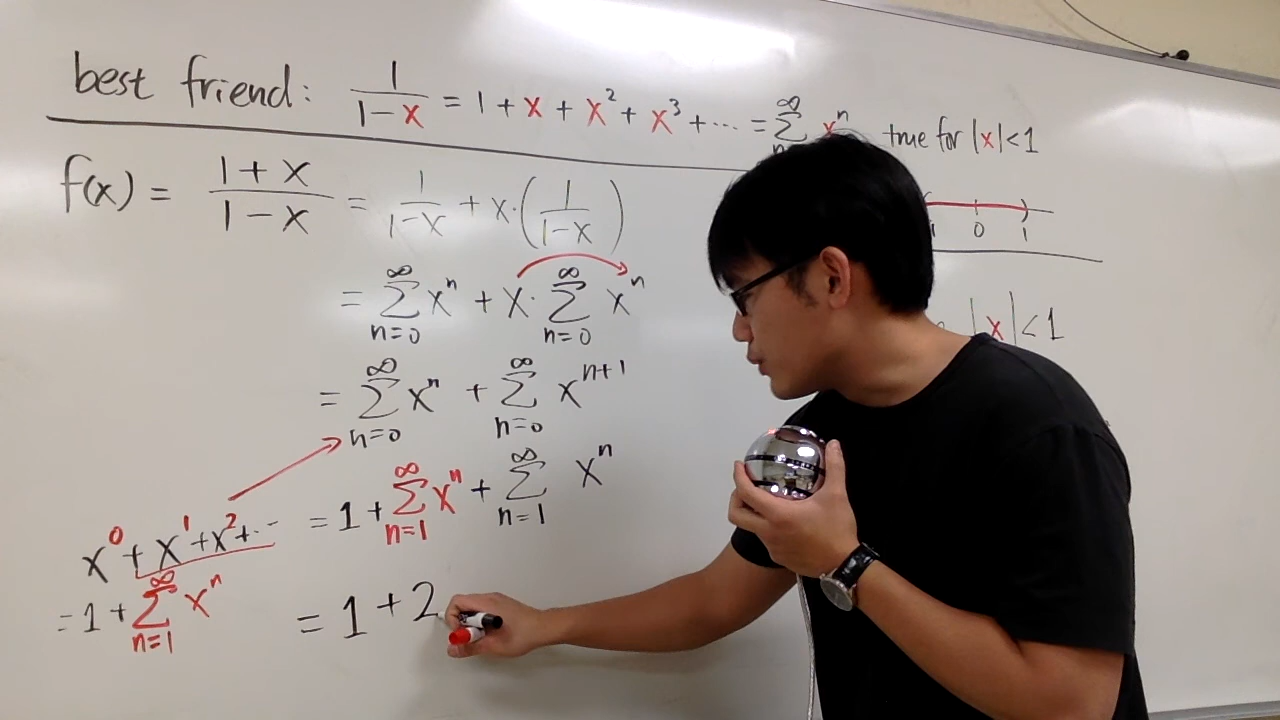 best friend: 1/(1-x) = 1 + x + x² + x³ + ... = ∞ Σ n xⁿ true for |x|<1
f(x) = (1+x)/(1-x) = 1/(1-x) + x·(1/(1-x))
0 1
= ∞ Σ n=0 xⁿ + x· ∞ Σ n=0 xⁿ |x|<1
= ∞ Σ n=0 xⁿ + ∞ Σ n=0 xⁿ⁺¹
= 1 + ∞ Σ n=1 xⁿ + ∞ Σ n=1 xⁿ
x⁰ + x¹ + x² + ...
= 1 + ∞ Σ n=1 xⁿ
= 1 + 2